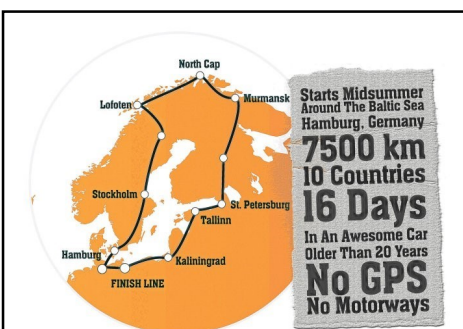 North Cap
Lofoten
Murmansk
Stockholm
St. Petersburg
Tallinn
Hamburg
Kaliningrad
FINISH LINE
Starts Midsummer
Around The Baltic Sea
Hamburg, Germany
7500 km
10 Countries
16 Days
In An Awesome Car
Older Than 20 Years
No GPS
No Motorways